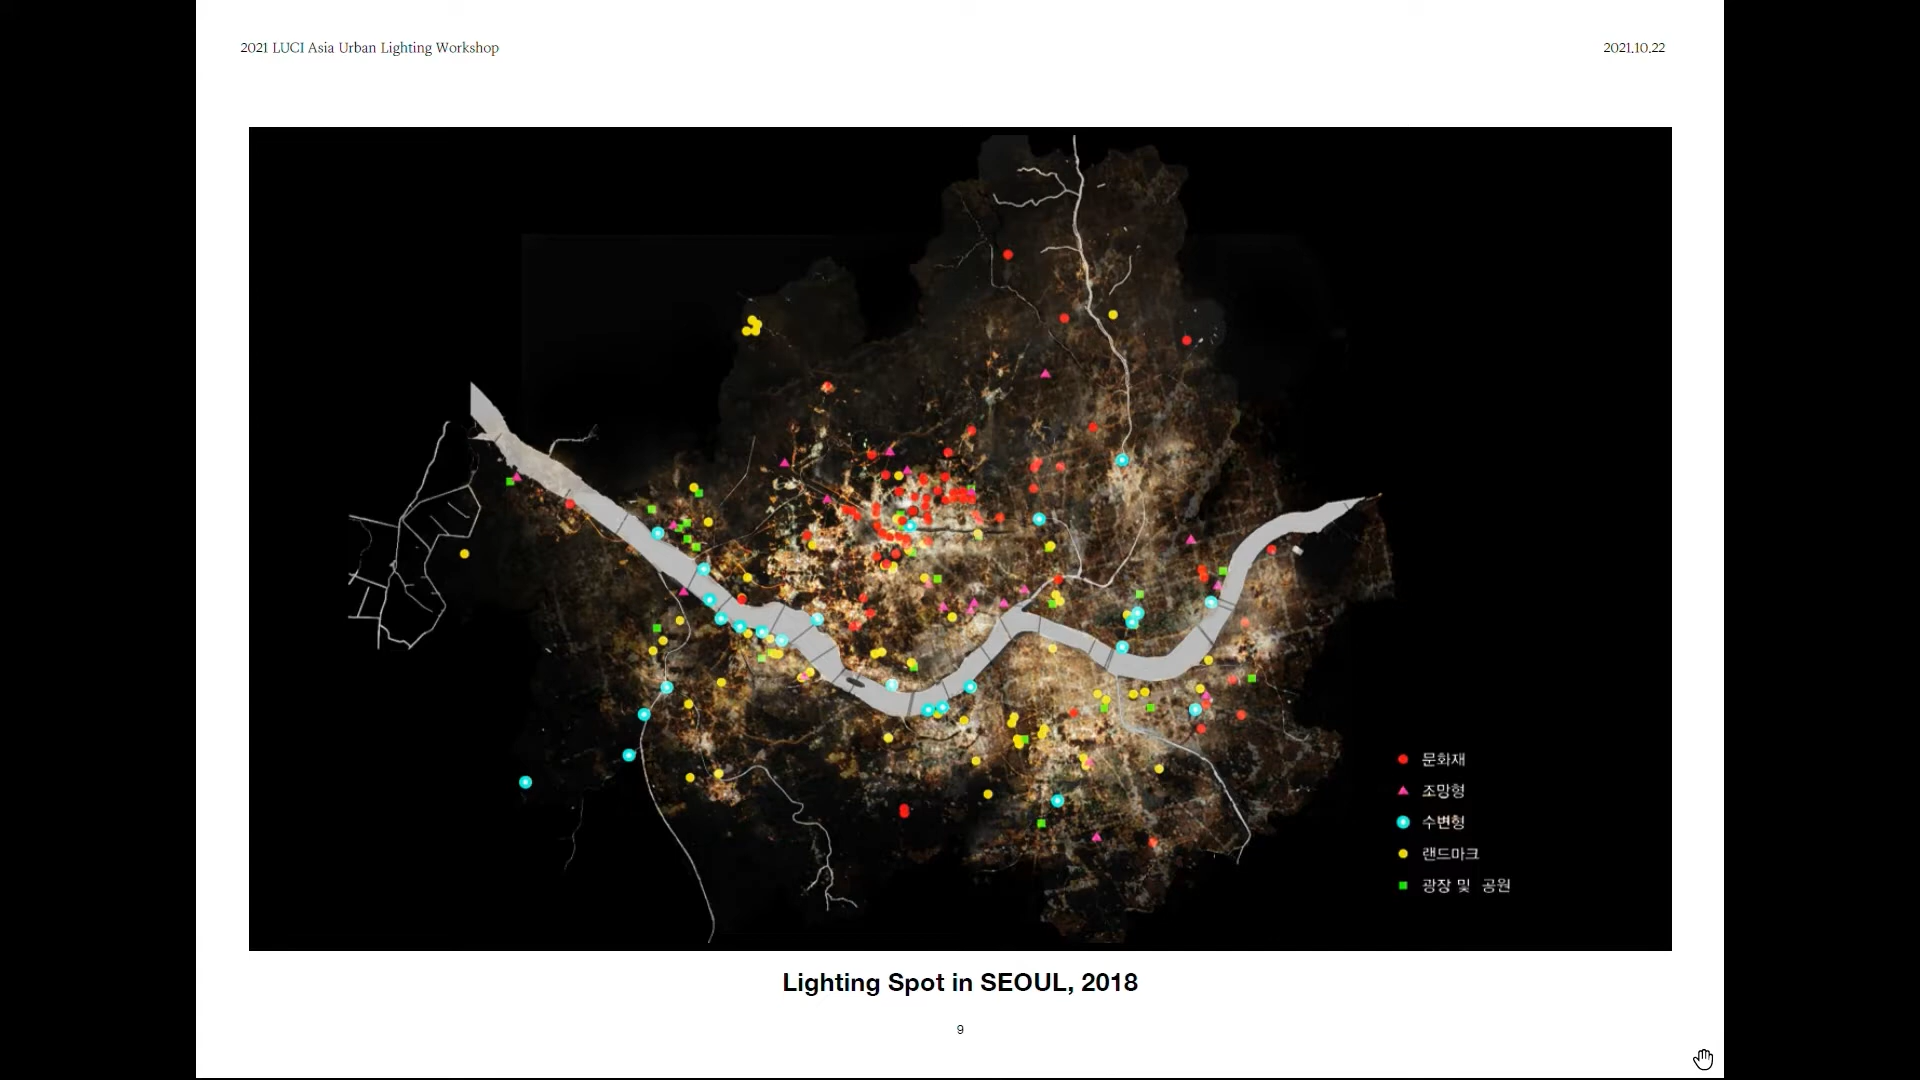 2021 LUCI Asia Urban Lighting Workshop
2021.10.22
문화재
조망형
수변형
랜드마크
광장 및 공원
Lighting Spot in SEOUL, 2018
9